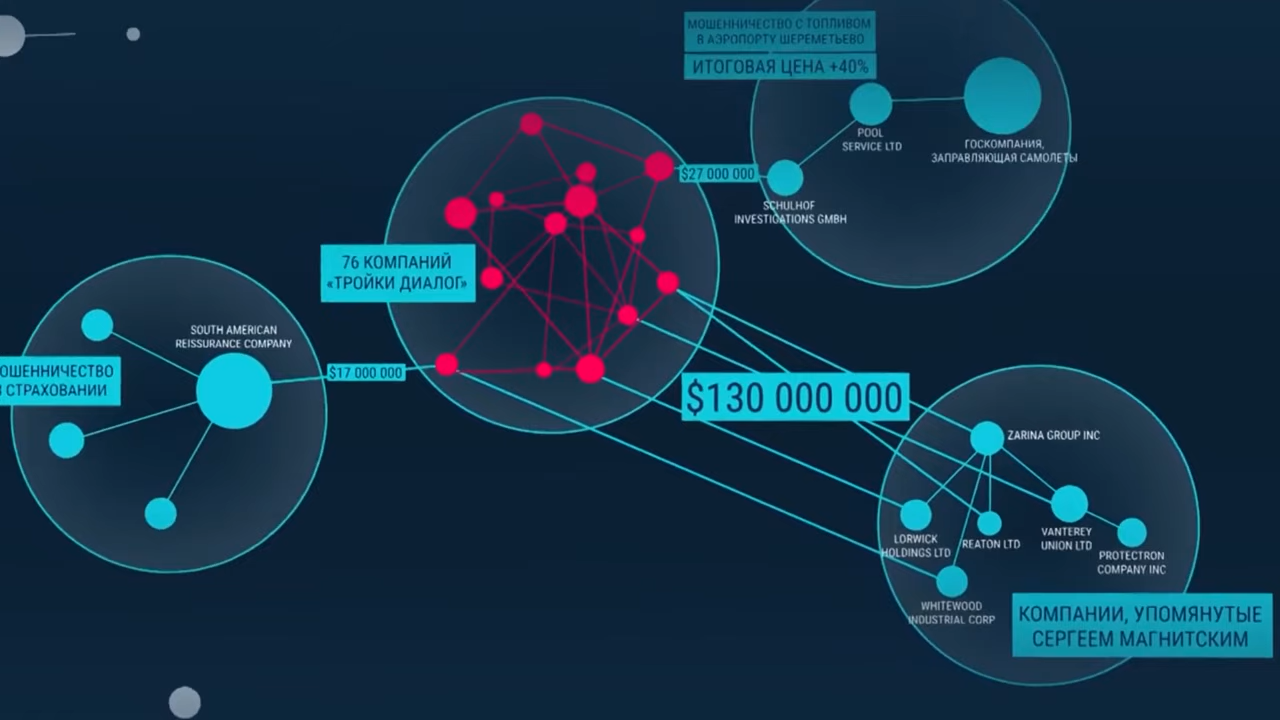 МОШЕННИЧЕСТВО С ТОПЛИВОМ
В АЭРОПОРТУ ШЕРЕМЕТЬЕВО
ИТОГОВАЯ ЦЕНА +40%
POOL
SERVICE LTD
ГОСКОМПАНИЯ,
ЗАПРАВЛЯЮЩАЯ САМОЛЕТЫ
$27 000 000
SCHULHOF
INVESTIGATIONS GMBH
76 КОМПАНИЙ
«ТРОЙКИ ДИАЛОГ»
SOUTH AMERICAN
REISSURANCE COMPANY
ОШЕННИЧЕСТВО
В СТРАХОВАНИИ
$17 000 000
$130 000 000
ZARINA GROUP INC
LORWICK
HOLDINGS LTD
REATON LTD
VANTEREY
UNION LTD
PROTECTRON
COMPANY INC
WHITEWOOD
INDUSTRIAL CORP
КОМПАНИИ, УПОМЯНУТЫЕ
СЕРГЕЕМ МАГНИТСКИМ